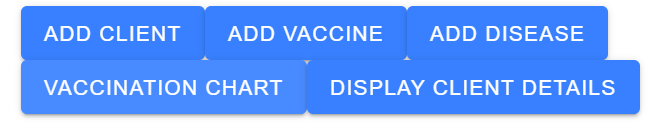 ADD CLIENT ADD VACCINE ADD DISEASE
VACCINATION CHART DISPLAY CLIENT DETAILS